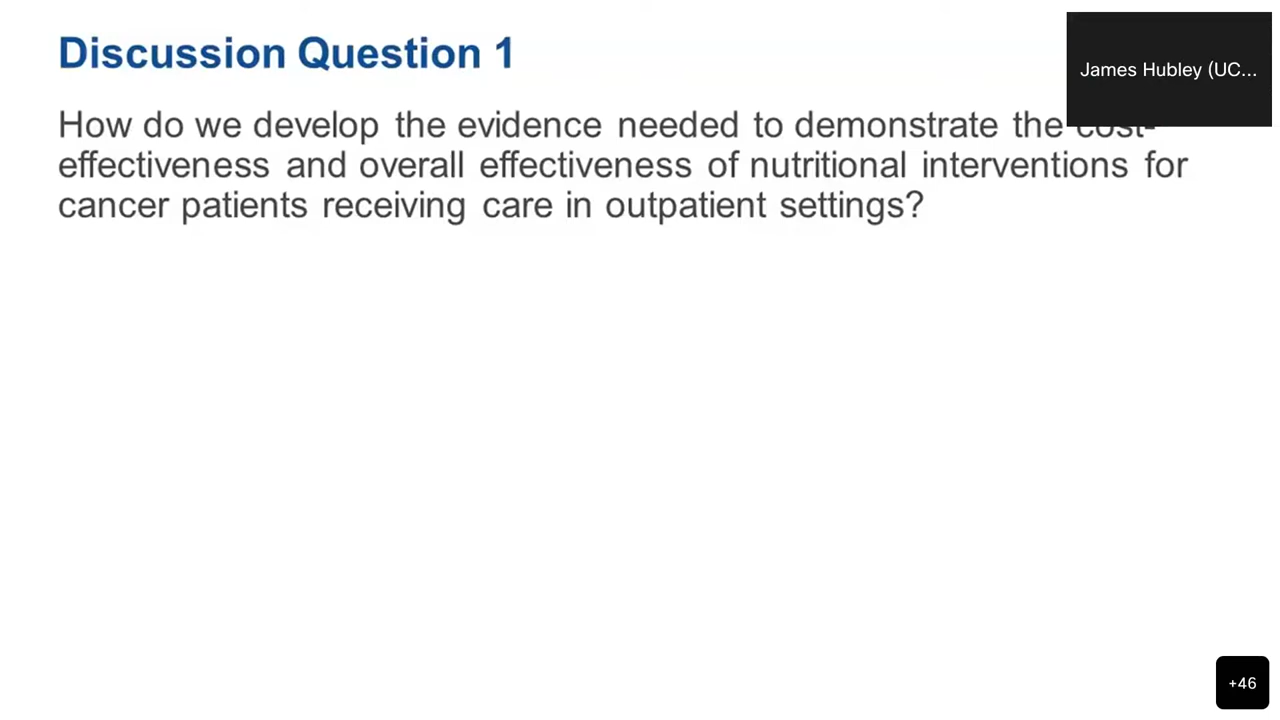 Discussion Question 1
James Hubley (UC...
How do we develop the evidence needed to demonstrate the cost-
effectiveness and overall effectiveness of nutritional interventions for
cancer patients receiving care in outpatient settings?
+46